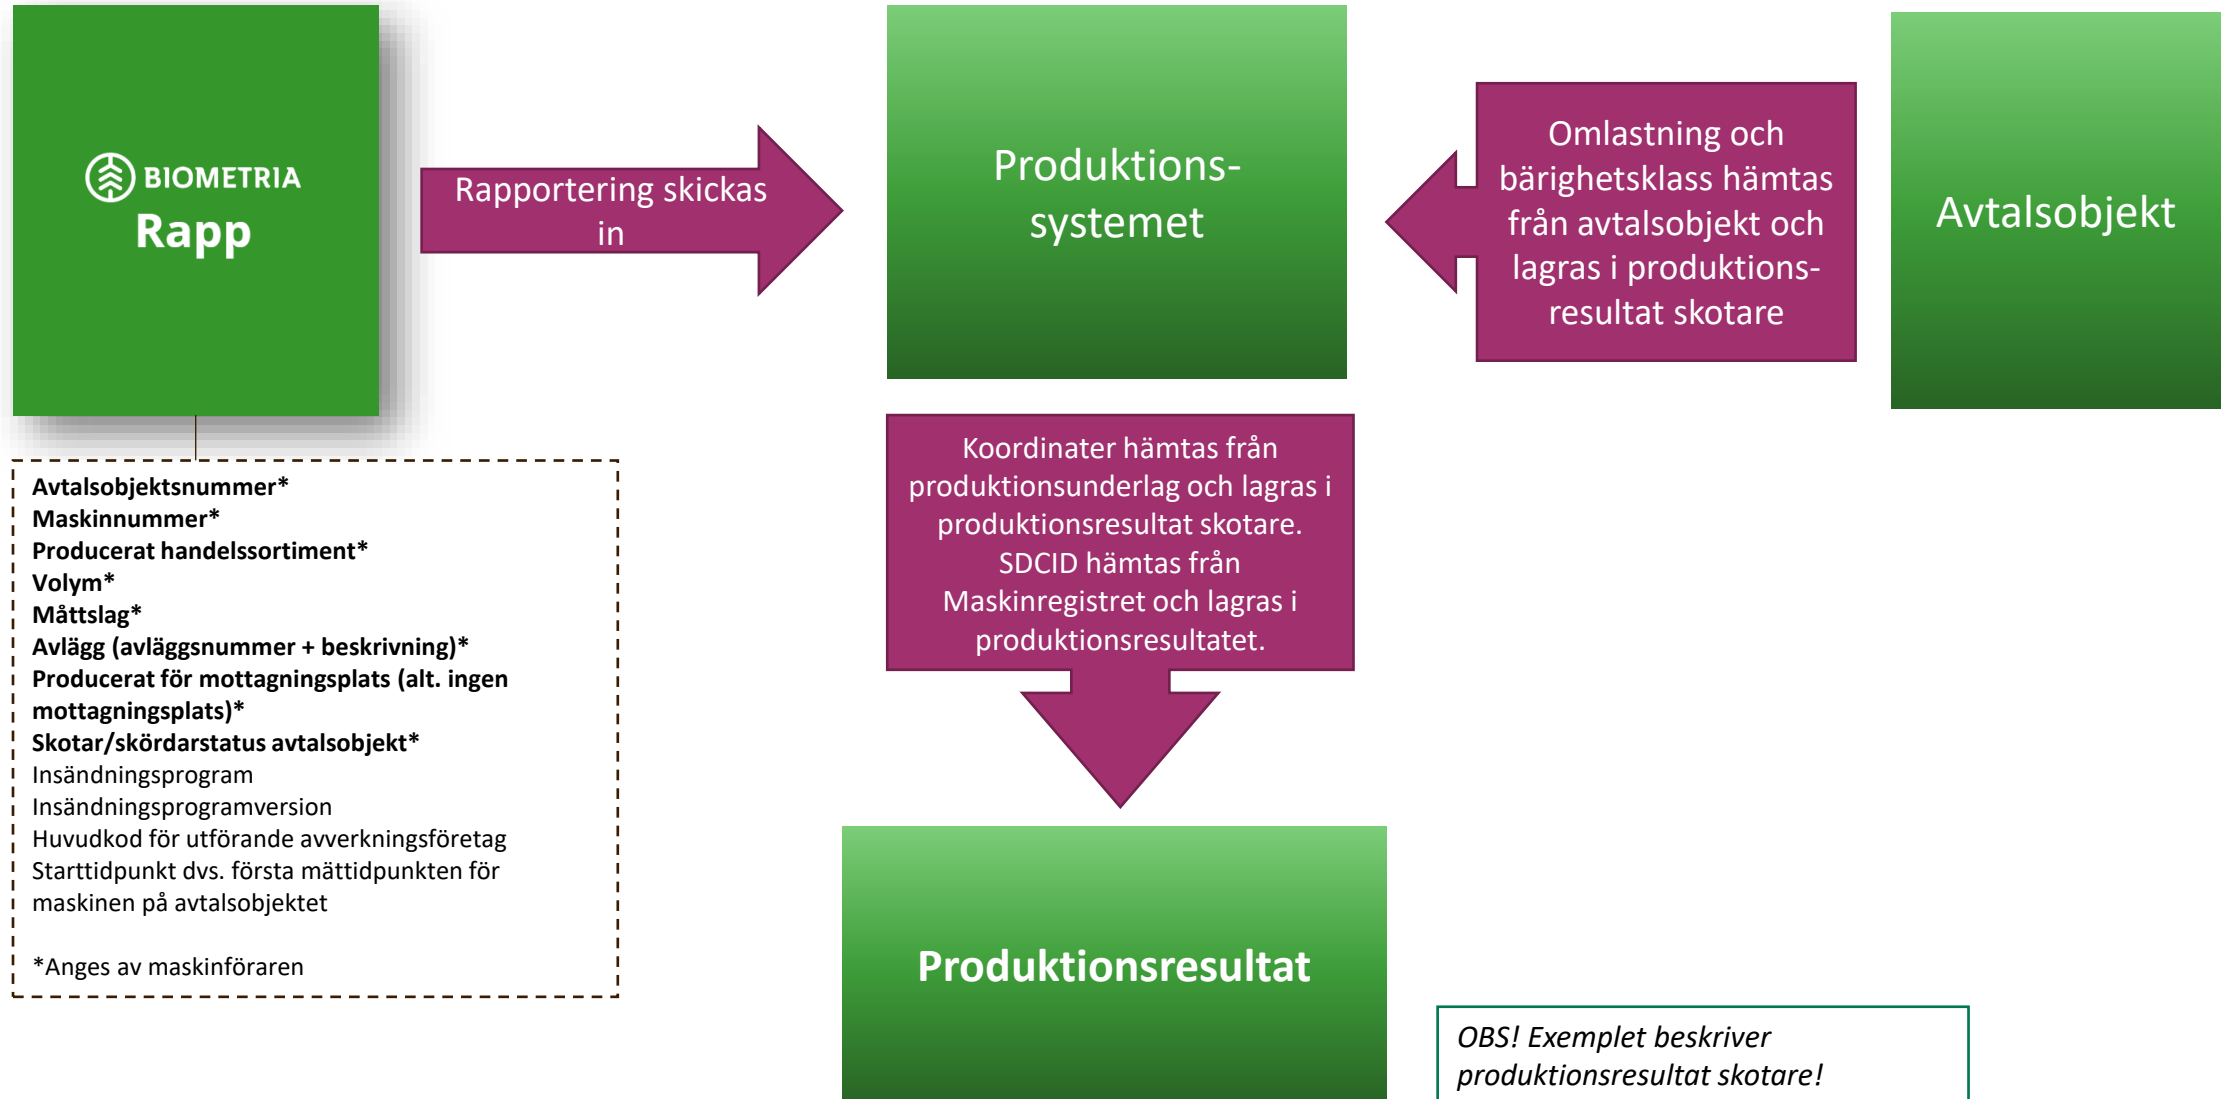 BIOMETRIA
Rapp
Rapportering skickas
in
Produktions-
systemet
Omlastning och
bärighetsklass hämtas
från avtalsobjekt och
lagras i produktions-
resultat skotare
Avtalsobjekt
Avtalsobjektsnummer*
Maskinnummer*
Producerat handelssortiment*
Volym*
Måttslag*
Avlägg (avläggsnummer + beskrivning)*
Producerat för mottagningsplats (alt. ingen
mottagningsplats)*
Skotar/skördarstatus avtalsobjekt*
Insändningsprogram
Insändningsprogramversion
Huvudkod för utförande avverkningsföretag
Starttidpunkt dvs. första mättidpunkten för
maskinen på avtalsobjektet
*Anges av maskinföraren
Koordinater hämtas från
produktionsunderlag och lagras i
produktionsresultat skotare.
SDCID hämtas från
Maskinregistret och lagras i
produktionsresultatet.
Produktionsresultat
OBS! Exemplet beskriver
produktionsresultat skotare!